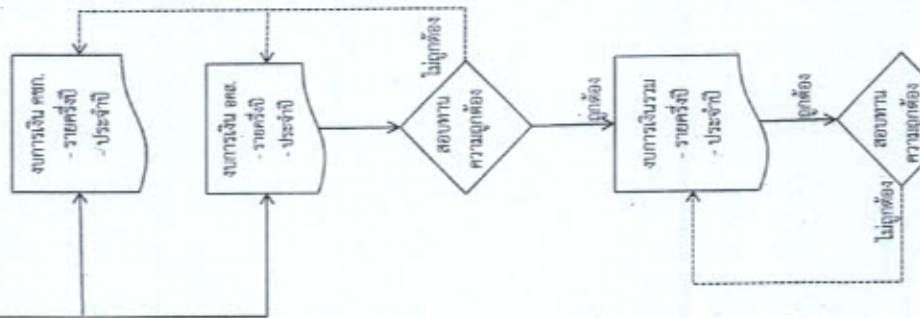 งบการเงิน
- รายครึ่งปี
- ประจำปี
งบการเงิน
- รายครึ่งปี
- ประจำปี
ไม่ถูกต้อง
สอบทาน
ความถูกต้อง
ถูกต้อง
งบการเงินรวม
- รายครึ่งปี
- ประจำปี
ถูกต้อง
สอบทาน
ความถูกต้อง
ไม่ถูกต้อง